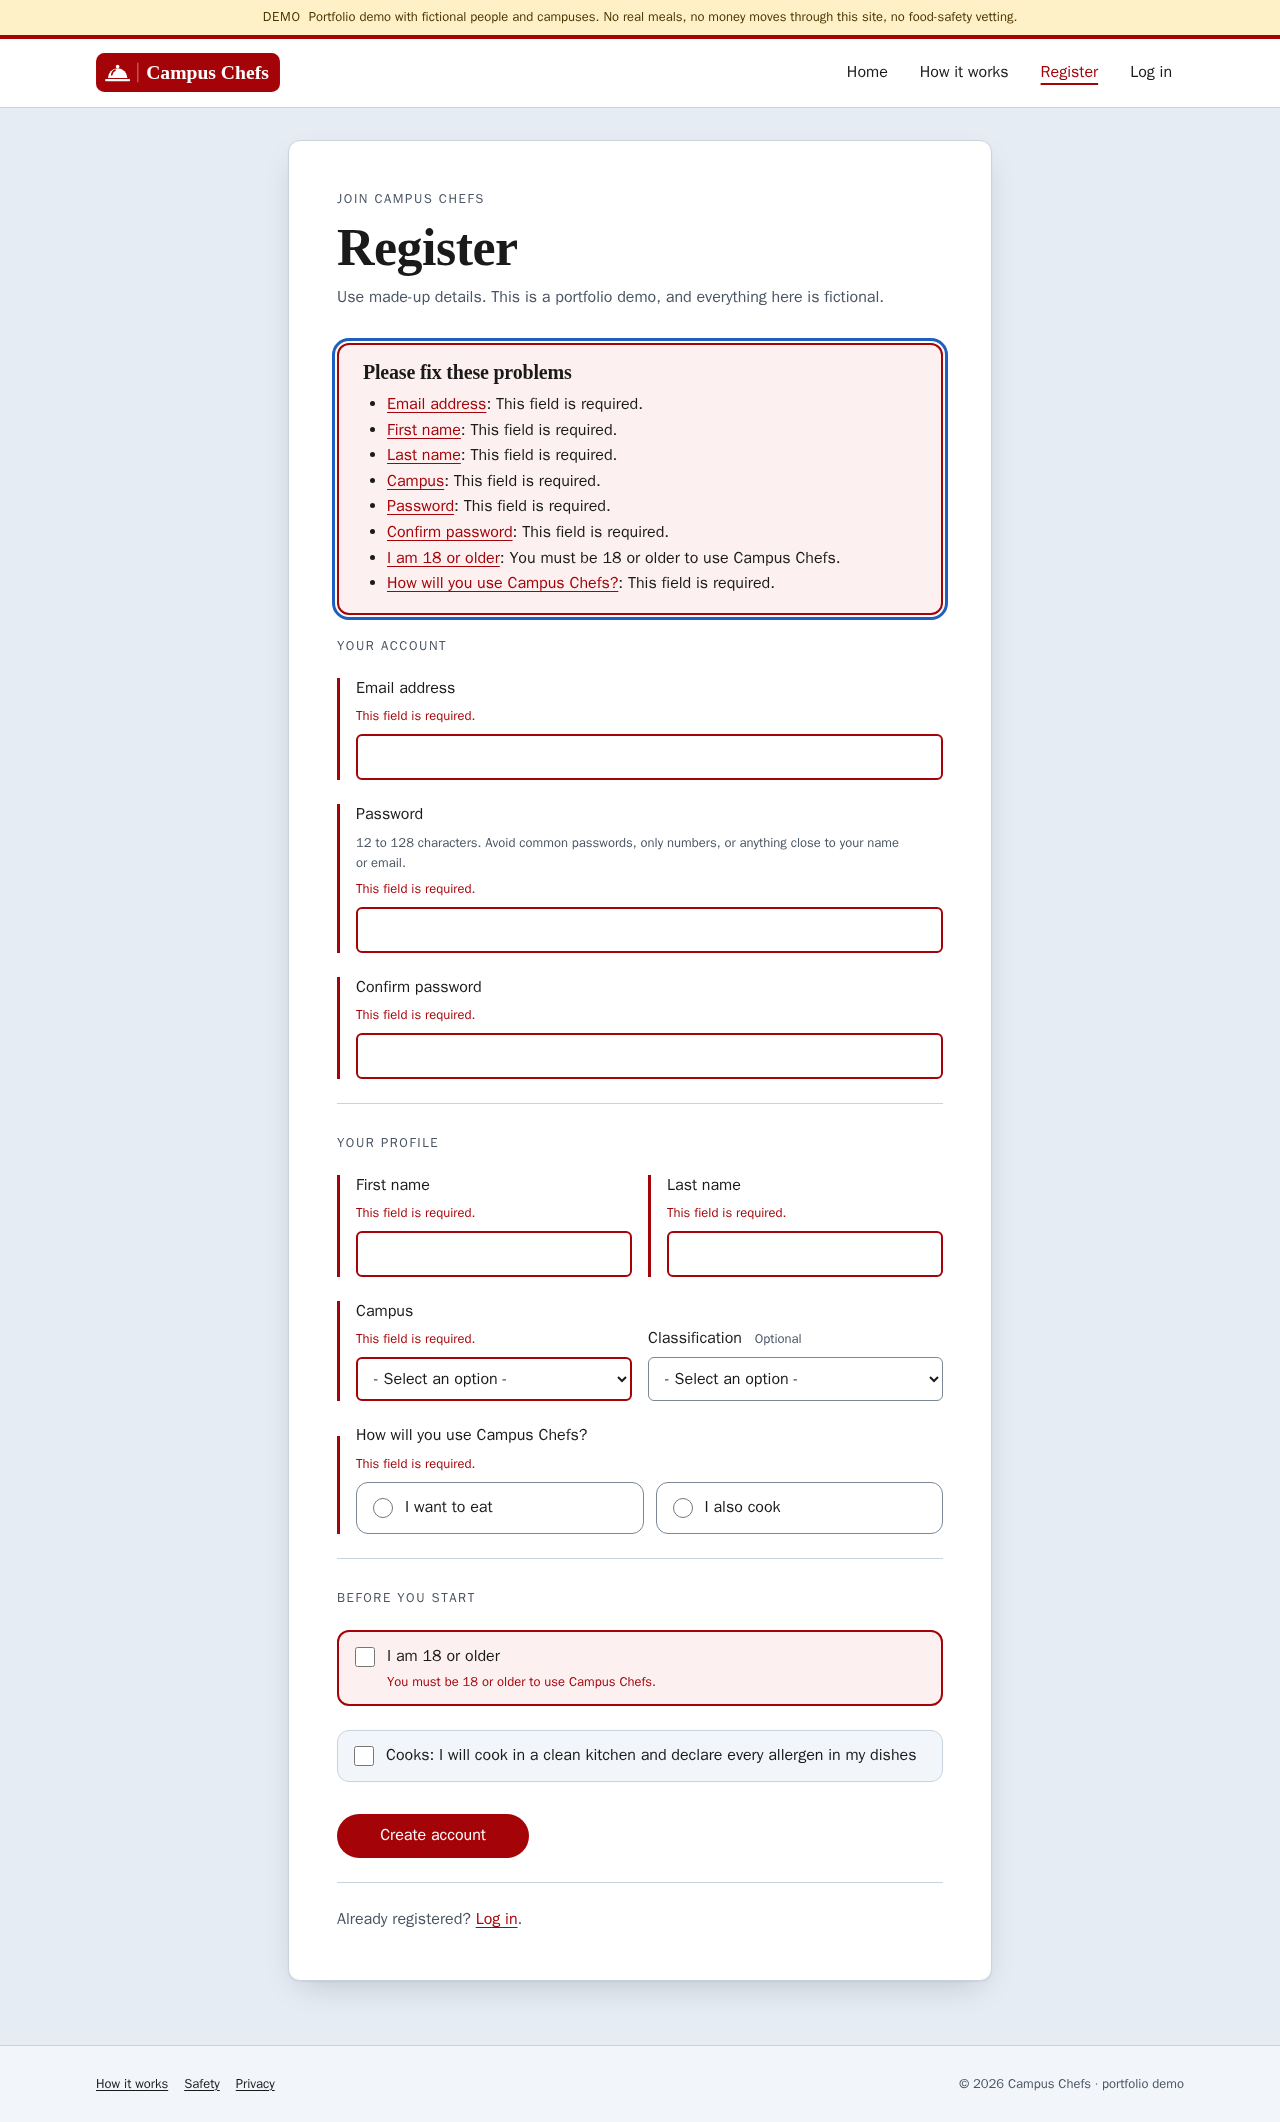 DEMO Portfolio demo with fictional people and campuses. No real meals, no money moves through this site, no food-safety vetting.
Campus Chefs
Home How it works Register Log in
JOIN CAMPUS CHEFS
Register
Use made-up details. This is a portfolio demo, and everything here is fictional.
Please fix these problems
• Email address: This field is required.
• First name: This field is required.
• Last name: This field is required.
• Campus: This field is required.
• Password: This field is required.
• Confirm password: This field is required.
• I am 18 or older: You must be 18 or older to use Campus Chefs.
• How will you use Campus Chefs?: This field is required.
YOUR ACCOUNT
Email address
This field is required.
Password
12 to 128 characters. Avoid common passwords, only numbers, or anything close to your name
or email.
This field is required.
Confirm password
This field is required.
YOUR PROFILE
First name Last name
This field is required. This field is required.
Campus
This field is required. Classification Optional
- Select an option - - Select an option -
How will you use Campus Chefs?
This field is required.
I want to eat I also cook
BEFORE YOU START
I am 18 or older
You must be 18 or older to use Campus Chefs.
Cooks: I will cook in a clean kitchen and declare every allergen in my dishes
Create account
Already registered? Log in.
How it works Safety Privacy © 2026 Campus Chefs · portfolio demo